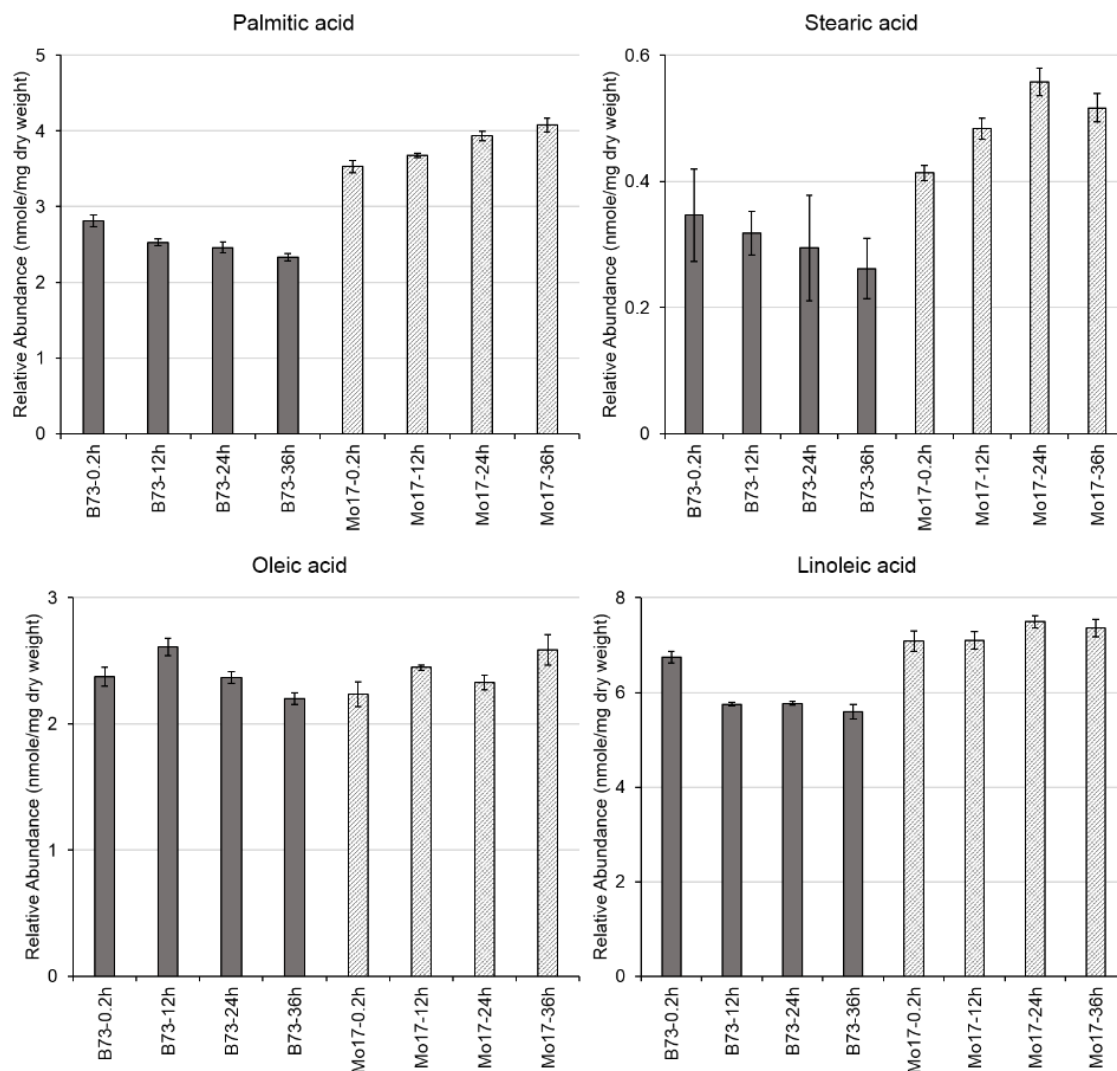 Palmitic acid
Relative Abundance (nmole/mg dry weight)
5
4
3
2
1
0
B73-0.2h
B73-12h
B73-24h
B73-36h
Mo17-0.2h
Mo17-12h
Mo17-24h
Mo17-36h
Stearic acid
Relative Abundance (nmole/mg dry weight)
0.6
0.4
0.2
0
B73-0.2h
B73-12h
B73-24h
B73-36h
Mo17-0.2h
Mo17-12h
Mo17-24h
Mo17-36h
Oleic acid
Relative Abundance (nmole/mg dry weight)
3
2
1
0
B73-0.2h
B73-12h
B73-24h
B73-36h
Mo17-0.2h
Mo17-12h
Mo17-24h
Mo17-36h
Linoleic acid
Relative Abundance (nmole/mg dry weight)
8
6
4
2
0
B73-0.2h
B73-12h
B73-24h
B73-36h
Mo17-0.2h
Mo17-12h
Mo17-24h
Mo17-36h